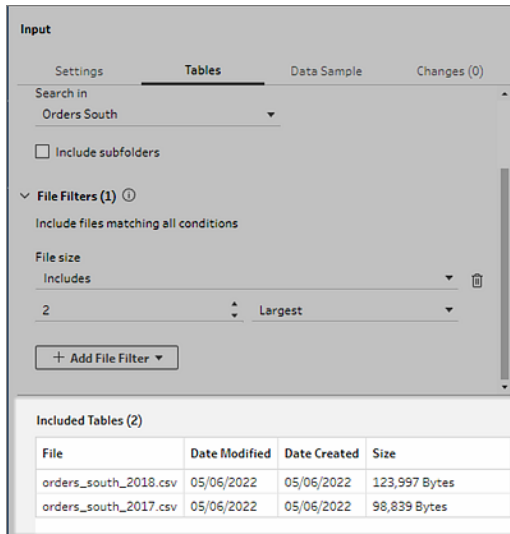 Input
Settings Tables Data Sample Changes (0)
Search in
Orders South
Include subfolders
File Filters (1)
Include files matching all conditions
File size
Includes
2 Largest
+ Add File Filter
Included Tables (2)
File Date Modified Date Created Size
orders_south_2018.csv 05/06/2022 05/06/2022 123,997 Bytes
orders_south_2017.csv 05/06/2022 05/06/2022 98,839 Bytes